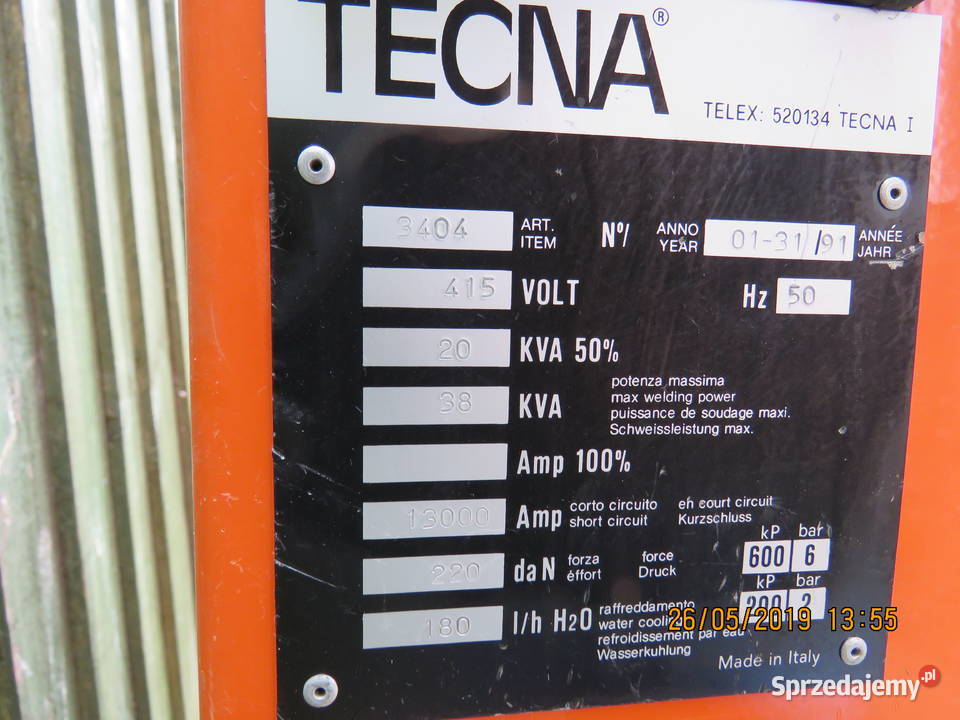 TECNA®
TELEX: 520134 TECNA I
3404 ART. ITEM Nº/ ANNO YEAR 01-31/91 ANNÉE JAHR
415 VOLT Hz 50
20 KVA 50%
38 KVA potenza massima
max welding power
puissance de soudage maxi.
Schweissleistung max.
Amp 100%
13000 Amp corto circuito en court circuit
short circuit Kurzschluss
220 daN forza force
éffort Druck
kP bar
600 6
kP bar
200 2
180 l/h H2O raffreddamento
water cooling
refroidissement par eau
Wasserkuhlung
26/05/2019 13:55
Made in Italy
Sprzedajemy.pl